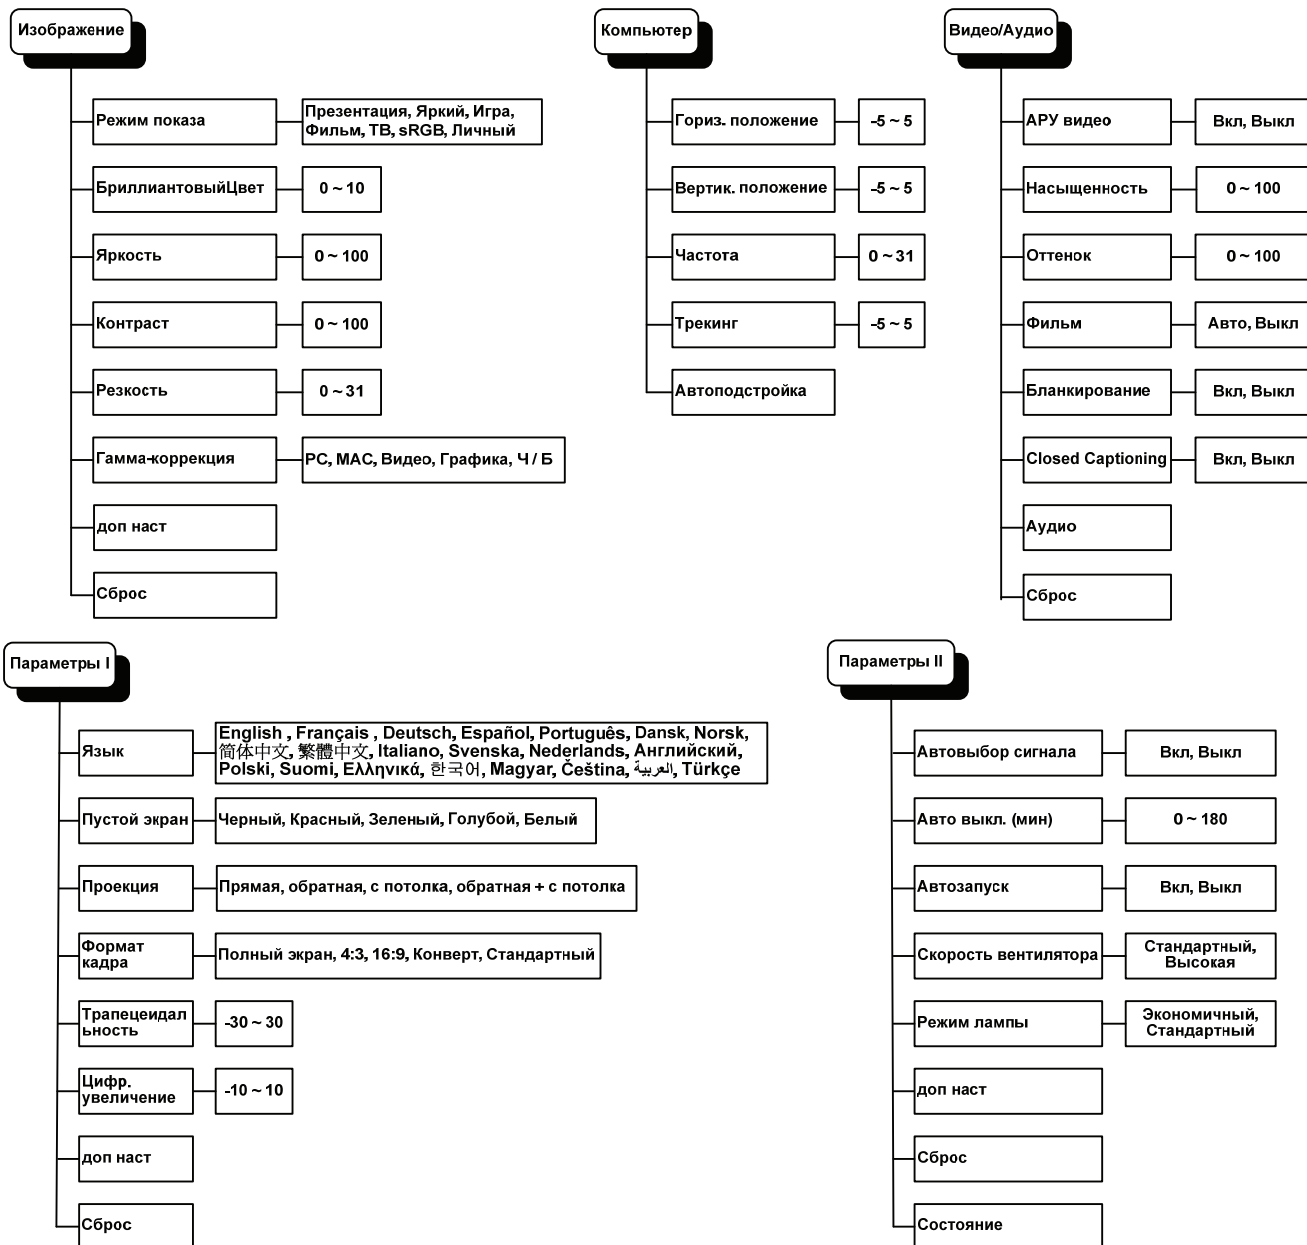 Изображение
Режим показа
Презентация, Яркий, Игра,
Фильм, ТВ, sRGB, Личный
БриллиантовыйЦвет
0 ~ 10
Яркость
0 ~ 100
Контраст
0 ~ 100
Резкость
0 ~ 31
Гамма-коррекция
PC, MAC, Видео, Графика, Ч / Б
доп наст
Сброс
Компьютер
Гориз. положение
-5 ~ 5
Вертик. положение
-5 ~ 5
Частота
0 ~ 31
Трекинг
-5 ~ 5
Автоподстройка
Видео/Аудио
АРУ видео
Вкл, Выкл
Насыщенность
0 ~ 100
Оттенок
0 ~ 100
Фильм
Авто, Выкл
Бланкирование
Вкл, Выкл
Closed Captioning
Вкл, Выкл
Аудио
Сброс
Параметры I
Язык
English , Français , Deutsch, Español, Português, Dansk, Norsk,
简体中文, 繁體中文, Italiano, Svenska, Nederlands, Английский,
Polski, Suomi, Ελληνικά, 한국어, Magyar, Čeština, العربية, Türkçe
Пустой экран
Черный, Красный, Зеленый, Голубой, Белый
Проекция
Прямая, обратная, с потолка, обратная + с потолка
Формат
кадра
Полный экран, 4:3, 16:9, Конверт, Стандартный
Трапецеидал
ьность
-30 ~ 30
Цифр.
увеличение
-10 ~ 10
доп наст
Сброс
Параметры II
Автовыбор сигнала
Вкл, Выкл
Авто выкл. (мин)
0 ~ 180
Автозапуск
Вкл, Выкл
Скорость вентилятора
Стандартный,
Высокая
Режим лампы
Экономичный,
Стандартный
доп наст
Сброс
Состояние